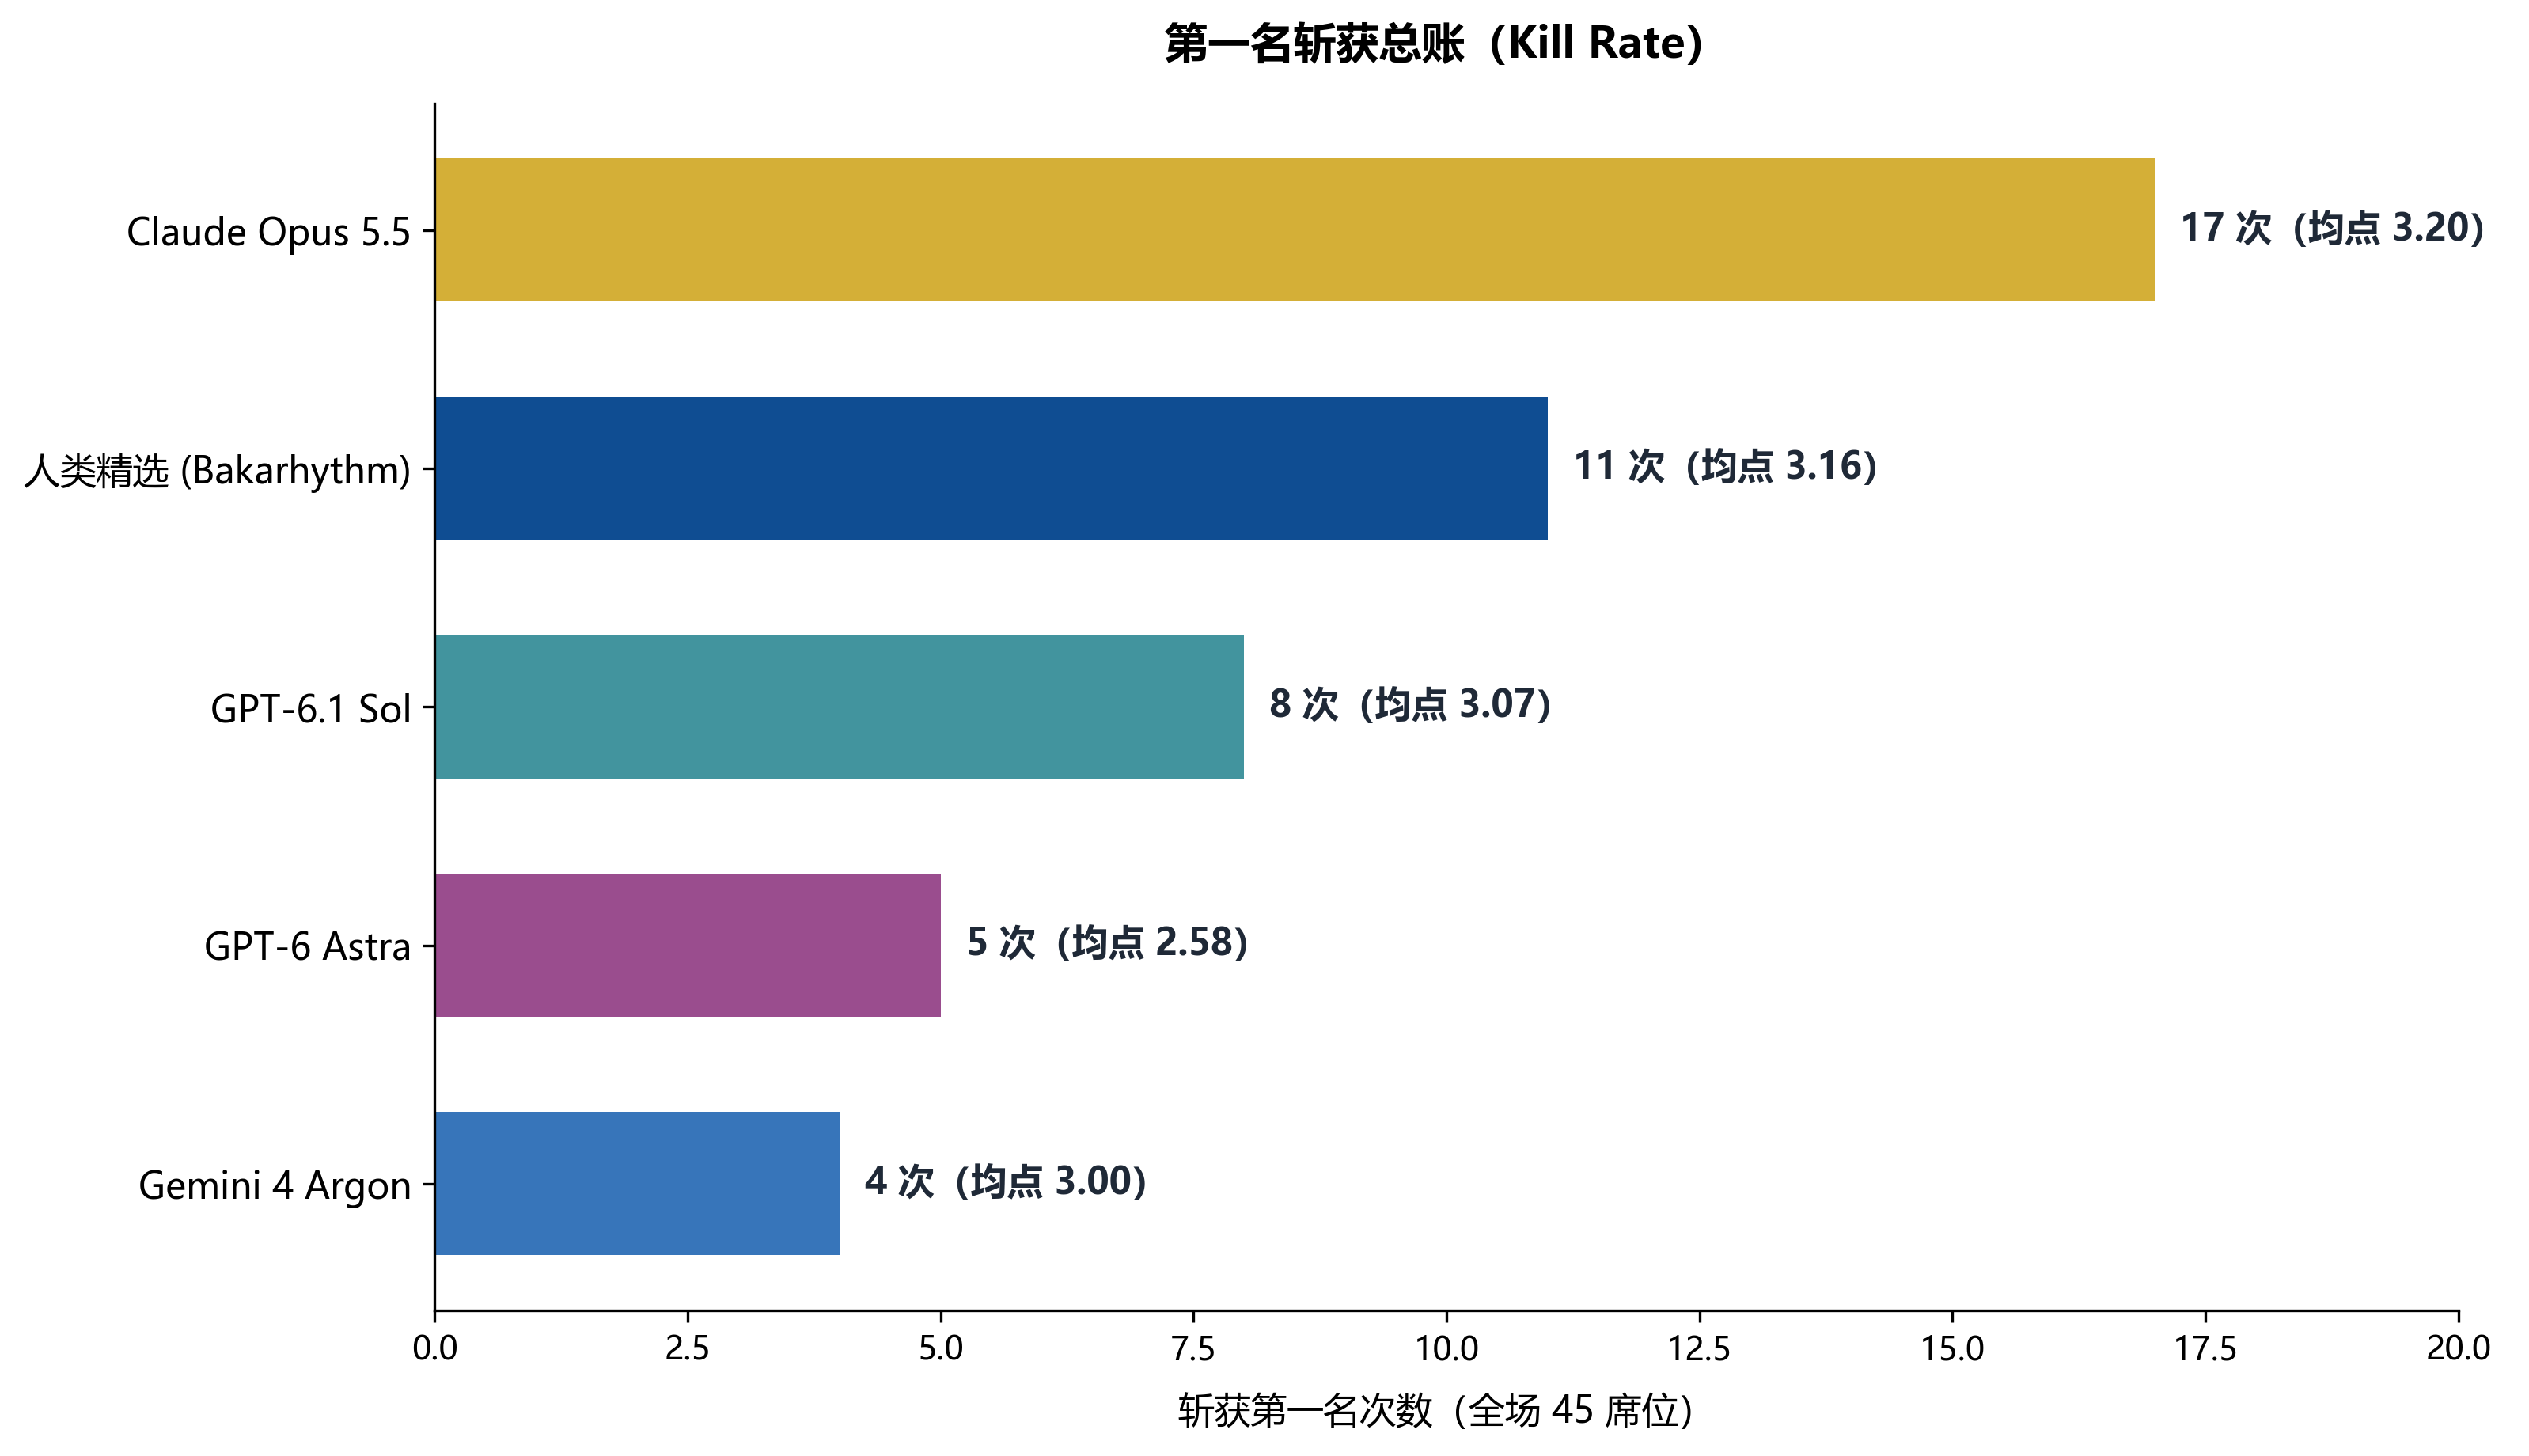 第一名斩获总账（Kill Rate）
Claude Opus 5.5
17 次（均点 3.20）
人类精选 (Bakarhythm)
11 次（均点 3.16）
GPT-6.1 Sol
8 次（均点 3.07）
GPT-6 Astra
5 次（均点 2.58）
Gemini 4 Argon
4 次（均点 3.00）
0.0 2.5 5.0 7.5 10.0 12.5 15.0 17.5 20.0
斩获第一名次数（全场 45 席位）